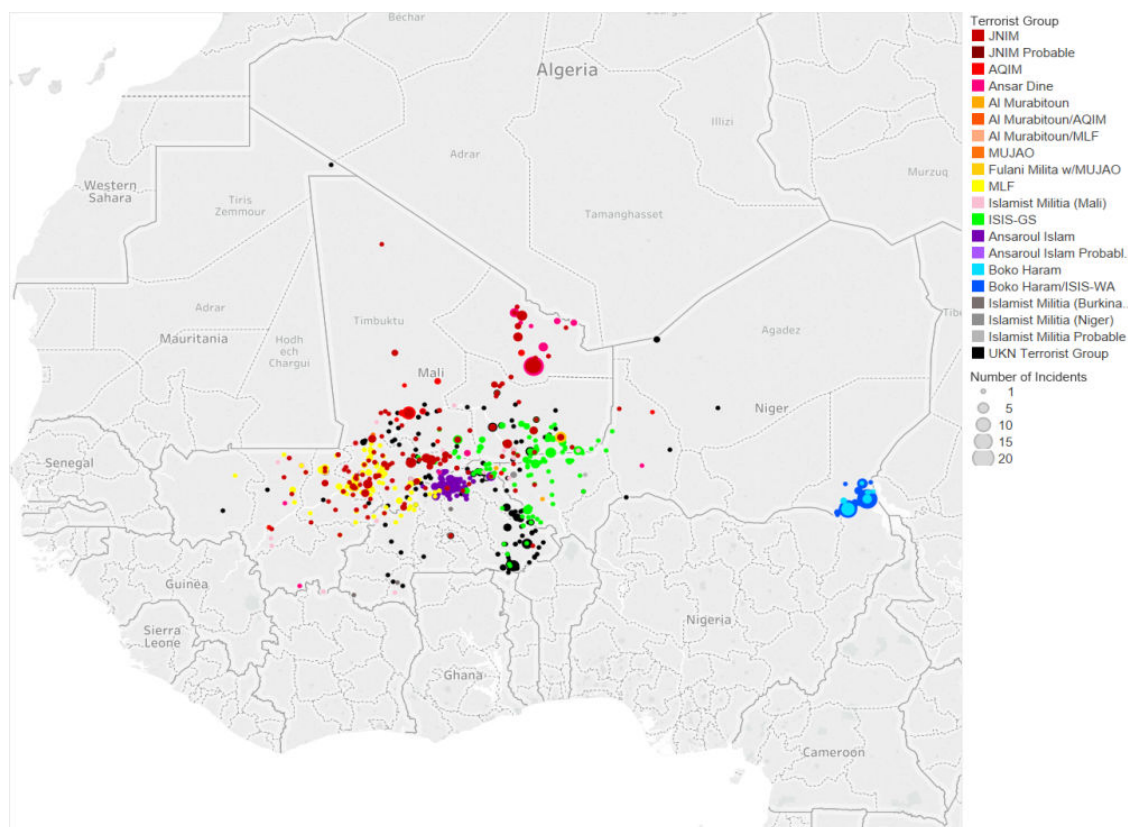 Béchar
Algeria
Illizi
Adrar
Murzuq
Western
Sahara
Tiris
Zemmour
Tamanghasset
Adrar
Timbuktu
Agadez
Mauritania
Hodh
ech
Chargui
Mali
Niger
Senegal
Guinea
Nigeria
Sierra
Leone
Ghana
Cameroon
Terrorist Group
JNIM
JNIM Probable
AQIM
Ansar Dine
Al Murabitoun
Al Murabitoun/AQIM
Al Murabitoun/MLF
MUJAO
Fulani Milita w/MUJAO
MLF
Islamist Militia (Mali)
ISIS-GS
Ansaroul Islam
Ansaroul Islam Probabl.
Boko Haram
Boko Haram/ISIS-WA
Islamist Militia (Burkina..
Islamist Militia (Niger)
Islamist Militia Probable
UKN Terrorist Group
Number of Incidents
1
5
10
15
20